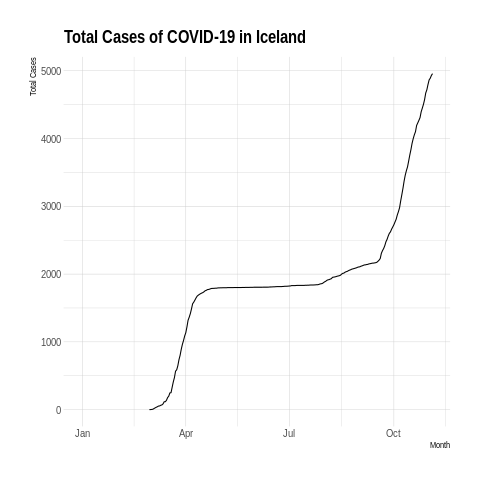 Total Cases of COVID-19 in Iceland
Total Cases
5000
4000
3000
2000
1000
0
Jan Apr Jul Oct
Month